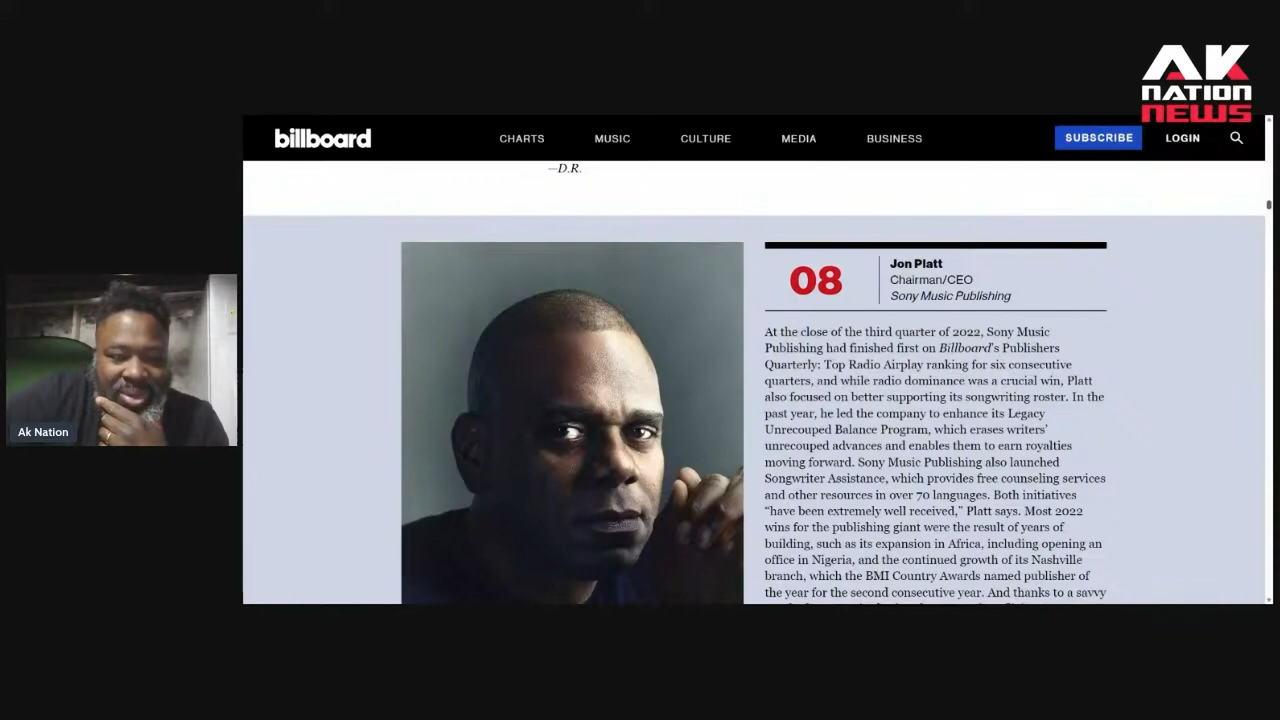 AK
NATION
NEWS
billboard
CHARTS MUSIC CULTURE MEDIA BUSINESS SUBSCRIBE LOGIN
—D.R.
08
Jon Platt
Chairman/CEO
Sony Music Publishing
At the close of the third quarter of 2022, Sony Music
Publishing had finished first on Billboard's Publishers
Quarterly: Top Radio Airplay ranking for six consecutive
quarters, and while radio dominance was a crucial win, Platt
also focused on better supporting its songwriting roster. In the
past year, he led the company to enhance its Legacy
Unrecouped Balance Program, which erases writers'
unrecouped advances and enables them to earn royalties
moving forward. Sony Music Publishing also launched
Songwriter Assistance, which provides free counseling services
and other resources in over 70 languages. Both initiatives
“have been extremely well received,” Platt says. Most 2022
wins for the publishing giant were the result of years of
building, such as its expansion in Africa, including opening an
office in Nigeria, and the continued growth of its Nashville
branch, which the BMI Country Awards named publisher of
the year for the second consecutive year. And thanks to a savvy
Ak Nation